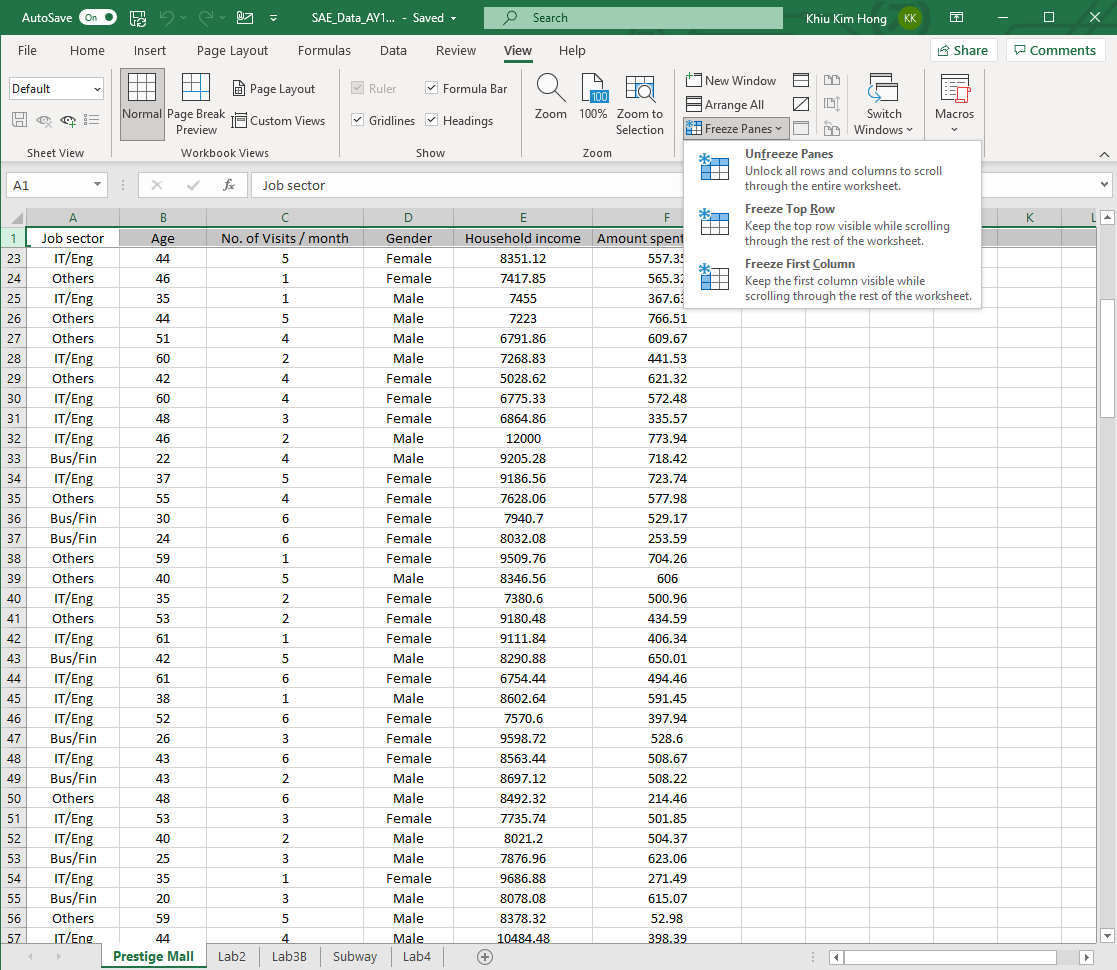 AutoSave On SAE_Data_AY1... - Saved Search Khiu Kim Hong KK
File Home Insert Page Layout Formulas Data Review View Help Share Comments
Default
Normal
Page Break
Preview
Page Layout
Custom Views
Ruler
Formula Bar
Gridlines
Headings
Zoom
100
100%
Zoom to
Selection
New Window
Arrange All
Freeze Panes
Switch
Windows
Macros
Sheet View Workbook Views Show Zoom
Unfreeze Panes
Unlock all rows and columns to scroll
through the entire worksheet.
Freeze Top Row
Keep the top row visible while scrolling
through the rest of the worksheet.
Freeze First Column
Keep the first column visible while
scrolling through the rest of the worksheet.
A1 fx Job sector
A B C D E F K L
1 Job sector Age No. of Visits / month Gender Household income Amount spent
23 IT/Eng 44 5 Female 8351.12 557.35
24 Others 46 1 Female 7417.85 565.32
25 IT/Eng 35 1 Male 7455 367.63
26 Others 44 5 Male 7223 766.51
27 Others 51 4 Male 6791.86 609.67
28 IT/Eng 60 2 Male 7268.83 441.53
29 Others 42 4 Female 5028.62 621.32
30 IT/Eng 60 4 Female 6775.33 572.48
31 IT/Eng 48 3 Female 6864.86 335.57
32 IT/Eng 46 2 Male 12000 773.94
33 Bus/Fin 22 4 Male 9205.28 718.42
34 IT/Eng 37 5 Female 9186.56 723.74
35 Others 55 4 Female 7628.06 577.98
36 Bus/Fin 30 6 Female 7940.7 529.17
37 Bus/Fin 24 6 Female 8032.08 253.59
38 Others 59 1 Female 9509.76 704.26
39 Others 40 5 Male 8346.56 606
40 IT/Eng 35 2 Female 7380.6 500.96
41 Others 53 2 Female 9180.48 434.59
42 IT/Eng 61 1 Female 9111.84 406.34
43 Bus/Fin 42 5 Male 8290.88 650.01
44 IT/Eng 61 6 Female 6754.44 494.46
45 IT/Eng 38 1 Male 8602.64 591.45
46 IT/Eng 52 6 Female 7570.6 397.94
47 Bus/Fin 26 3 Female 9598.72 528.6
48 IT/Eng 43 6 Female 8563.44 508.67
49 Bus/Fin 43 2 Male 8697.12 508.22
50 Others 48 6 Male 8492.32 214.46
51 IT/Eng 53 3 Female 7735.74 501.85
52 IT/Eng 40 2 Male 8021.2 504.37
53 Bus/Fin 25 3 Male 7876.96 623.06
54 IT/Eng 35 1 Female 9686.88 271.49
55 Bus/Fin 20 3 Male 8078.08 615.07
56 Others 59 5 Male 8378.32 52.98
57 IT/Eng 44 4 Male 10484.48 398.39
Prestige Mall Lab2 Lab3B Subway Lab4